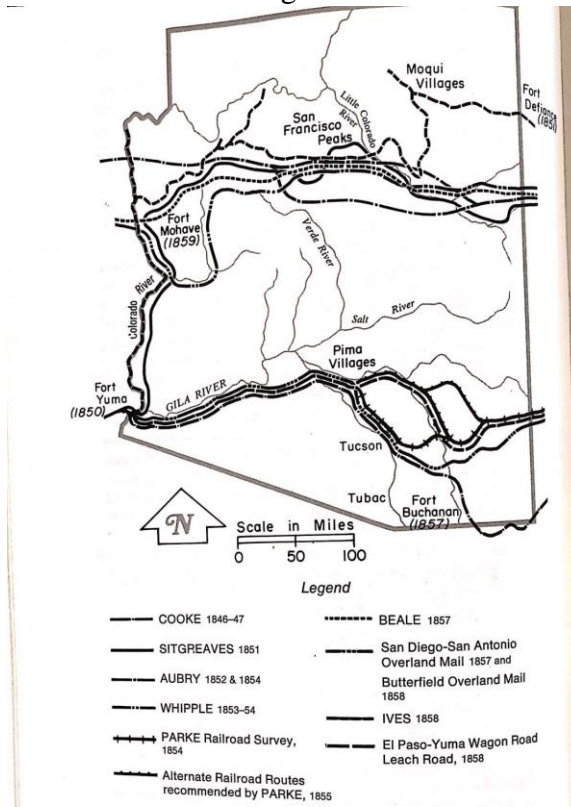 Moqui
Villages
Fort
Defiance
(1851)
Little Colorado
River
San
Francisco
Peaks
Fort
Mohave
(1859)
Verde River
Colorado River
Salt River
Pima
Villages
Fort
Yuma
(1850)
GILA RIVER
Tucson
Tubac
Fort
Buchanan
(1857)
N
Scale in Miles
0 50 100
Legend
COOKE 1846–47
SITGREAVES 1851
AUBRY 1852 & 1854
WHIPPLE 1853–54
PARKE Railroad Survey,
1854
Alternate Railroad Routes
recommended by PARKE, 1855
BEALE 1857
San Diego-San Antonio
Overland Mail 1857 and
Butterfield Overland Mail
1858
IVES 1858
El Paso-Yuma Wagon Road
Leach Road, 1858